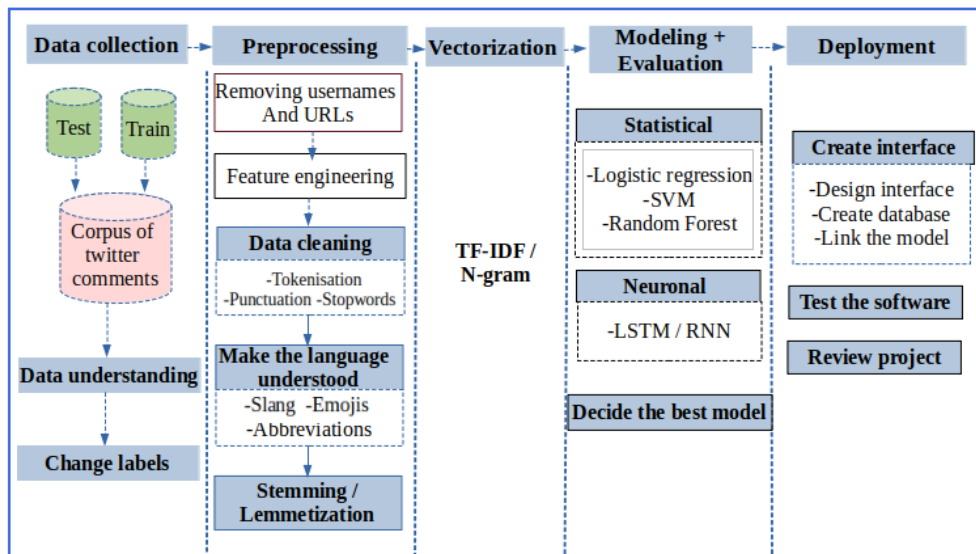 Data collection
Preprocessing
Vectorization
Modeling +
Evaluation
Deployment
Test
Train
Corpus of
twitter
comments
Data understanding
Change labels
Removing usernames
And URLs
Feature engineering
Data cleaning
-Tokenisation
-Punctuation -Stopwords
Make the language
understood
-Slang -Emojis
-Abbreviations
Stemming /
Lemmetization
TF-IDF /
N-gram
Statistical
-Logistic regression
-SVM
-Random Forest
Neuronal
-LSTM / RNN
Decide the best model
Create interface
-Design interface
-Create database
-Link the model
Test the software
Review project